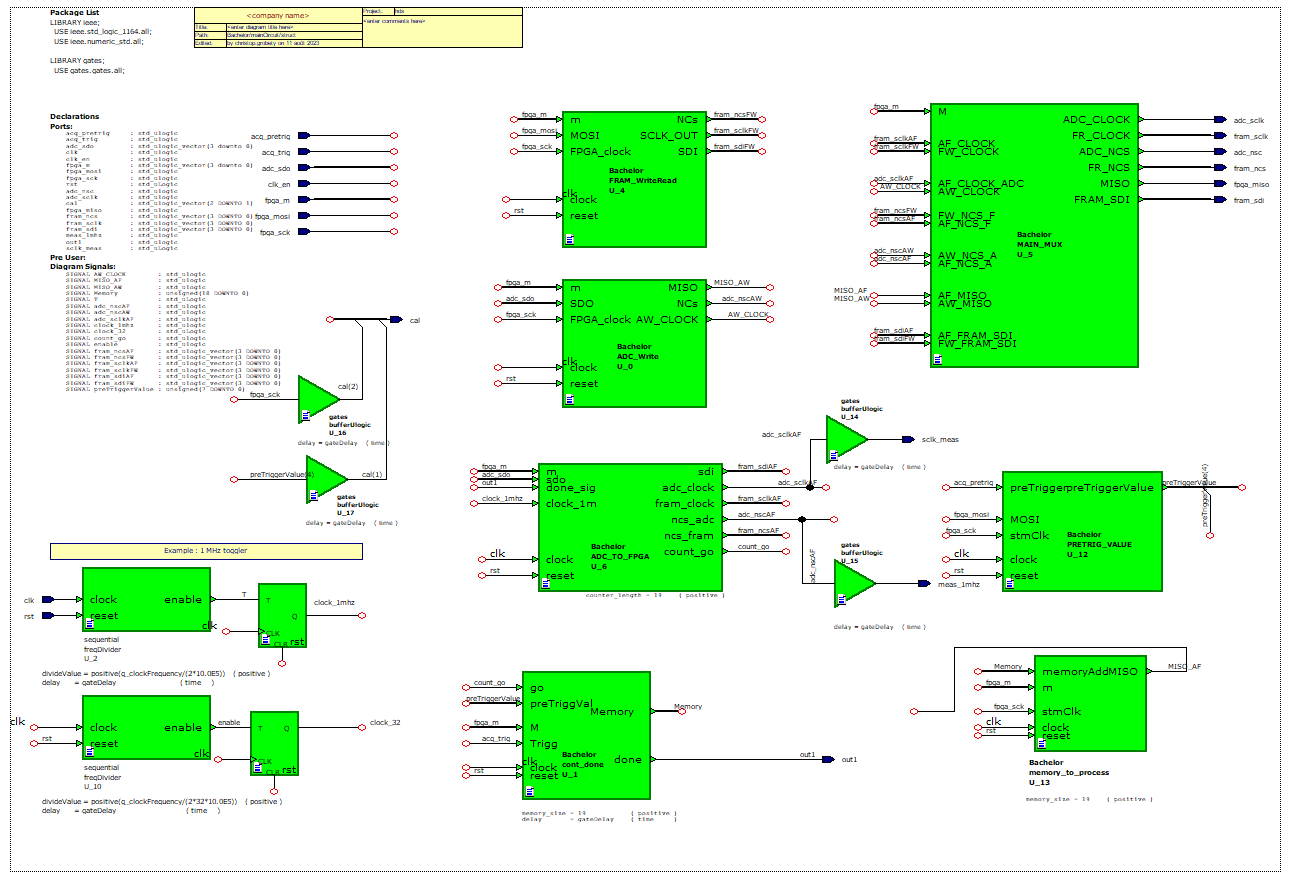 Package List
LIBRARY ieee;
USE ieee.std_logic_1164.all;
USE ieee.numeric_std.all;
LIBRARY gates;
USE gates.gates.all;
<company name>
Project: hds
<enter comments here>
Title: <enter diagram title here>
Path: Bachelor/mainCircuit/struct
Edited: by christop.grobety on 11 août 2023
Declarations
Ports:
acq_pretrig : std_ulogic
acq_trig : std_ulogic
adc_sdo : std_ulogic_vector(3 downto 0)
clk : std_ulogic
clk_en : std_ulogic
fpga_m : std_ulogic_vector(3 downto 0)
fpga_mosi : std_ulogic
fpga_sck : std_ulogic
rst : std_ulogic
adc_nsc : std_ulogic
adc_sclk : std_ulogic
cal : std_ulogic_vector(2 DOWNTO 1)
fpga_miso : std_ulogic
fram_ncs : std_ulogic_vector(3 DOWNTO 0)
fram_sclk : std_ulogic_vector(3 DOWNTO 0)
fram_sdi : std_ulogic_vector(3 DOWNTO 0)
meas_1mhz : std_ulogic
out1 : std_ulogic
sclk_meas : std_uLogic
Pre User:
Diagram Signals:
SIGNAL AW_CLOCK : std_ulogic
SIGNAL MISO_AF : std_ulogic
SIGNAL MISO_AW : std_ulogic
SIGNAL Memory : unsigned(18 DOWNTO 0)
SIGNAL T : std_ulogic
SIGNAL adc_nscAF : std_ulogic
SIGNAL adc_nscAW : std_ulogic
SIGNAL adc_sclkAF : std_ulogic
SIGNAL clock_1mhz : std_ulogic
SIGNAL clock_32 : std_ulogic
SIGNAL count_go : std_ulogic
SIGNAL enable : std_uLogic
SIGNAL fram_ncsAF : std_ulogic_vector(3 DOWNTO 0)
SIGNAL fram_ncsFW : std_ulogic_vector(3 DOWNTO 0)
SIGNAL fram_sclkAF : std_ulogic_vector(3 DOWNTO 0)
SIGNAL fram_sclkFW : std_ulogic_vector(3 DOWNTO 0)
SIGNAL fram_sdiAF : std_ulogic_vector(3 DOWNTO 0)
SIGNAL fram_sdiFW : std_ulogic_vector(3 DOWNTO 0)
SIGNAL preTriggerValue : unsigned(7 DOWNTO 0)
acq_pretrig
acq_trig
adc_sdo
clk_en
fpga_m
fpga_mosi
fpga_sck
cal
fpga_sck
cal(2)
gates
bufferUlogic
U_16
delay = gateDelay ( time )
preTriggerValue(4)
cal(1)
gates
bufferUlogic
U_17
delay = gateDelay ( time )
Example : 1 MHz toggler
clk
rst
clock
reset
enable
sequential
freqDivider
U_2
T
T
Q
clk
CLK
CLR
rst
clock_1mhz
divideValue = positive(g_clockFrequency/(2*10.0E5)) ( positive )
delay = gateDelay ( time )
clk
rst
clock
reset
enable
sequential
freqDivider
U_10
enable
T
Q
clk
CLK
CLR
rst
clock_32
divideValue = positive(g_clockFrequency/(2*32*10.0E5)) ( positive )
delay = gateDelay ( time )
fpga_m
fpga_mosi
fpga_sck
clk
rst
m
MOSI
FPGA_clock
clock
reset
NCs
SCLK_OUT
SDI
Bachelor
FRAM_WriteRead
U_4
fram_ncsFW
fram_sclkFW
fram_sdiFW
fpga_m
adc_sdo
fpga_sck
clk
rst
m
SDO
FPGA_clock
clock
reset
MISO
NCs
AW_CLOCK
Bachelor
ADC_Write
U_0
MISO_AW
adc_nscAW
AW_CLOCK
fpga_m
adc_sdo
out1
clock_1mhz
clk
rst
m
sdo
done_sig
clock_1m
clock
reset
sdi
adc_clock
fram_clock
ncs_adc
ncs_fram
count_go
Bachelor
ADC_TO_FPGA
U_6
counter_length = 19 ( positive )
fram_sdiAF
adc_sclkAF
fram_sclkAF
adc_nscAF
fram_ncsAF
count_go
adc_sclkAF
gates
bufferUlogic
U_14
sclk_meas
delay = gateDelay ( time )
adc_nscAF
gates
bufferUlogic
U_15
meas_1mhz
delay = gateDelay ( time )
count_go
preTriggerValue
fpga_m
acq_trig
clk
rst
go
preTriggVal
M
Trigg
clock
reset
Memory
done
Bachelor
cont_done
U_1
Memory
out1
out1
memory_size = 19 ( positive )
delay = gateDelay ( time )
fpga_m
fram_sclkAF
fram_sclkFW
adc_sclkAF
AW_CLOCK
fram_ncsFW
fram_ncsAF
adc_nscAW
adc_nscAF
MISO_AF
MISO_AW
fram_sdiAF
fram_sdiFW
M
AF_CLOCK
FW_CLOCK
AF_CLOCK_ADC
AW_CLOCK
FW_NCS_F
AF_NCS_F
AW_NCS_A
AF_NCS_A
AF_MISO
AW_MISO
AF_FRAM_SDI
FW_FRAM_SDI
ADC_CLOCK
FR_CLOCK
ADC_NCS
FR_NCS
MISO
FRAM_SDI
Bachelor
MAIN_MUX
U_5
adc_sclk
fram_sclk
adc_nsc
fram_ncs
fpga_miso
fram_sdi
acq_pretrig
fpga_mosi
fpga_sck
clk
rst
preTrigger
preTriggerValue
MOSI
stmClk
clock
reset
Bachelor
PRETRIG_VALUE
U_12
preTriggerValue
preTriggerValue(4)
Memory
fpga_m
fpga_sck
clk
rst
memoryAdd
MISO
m
stmClk
clock
reset
MISO_AF
Bachelor
memory_to_process
U_13
memory_size = 19 ( positive )